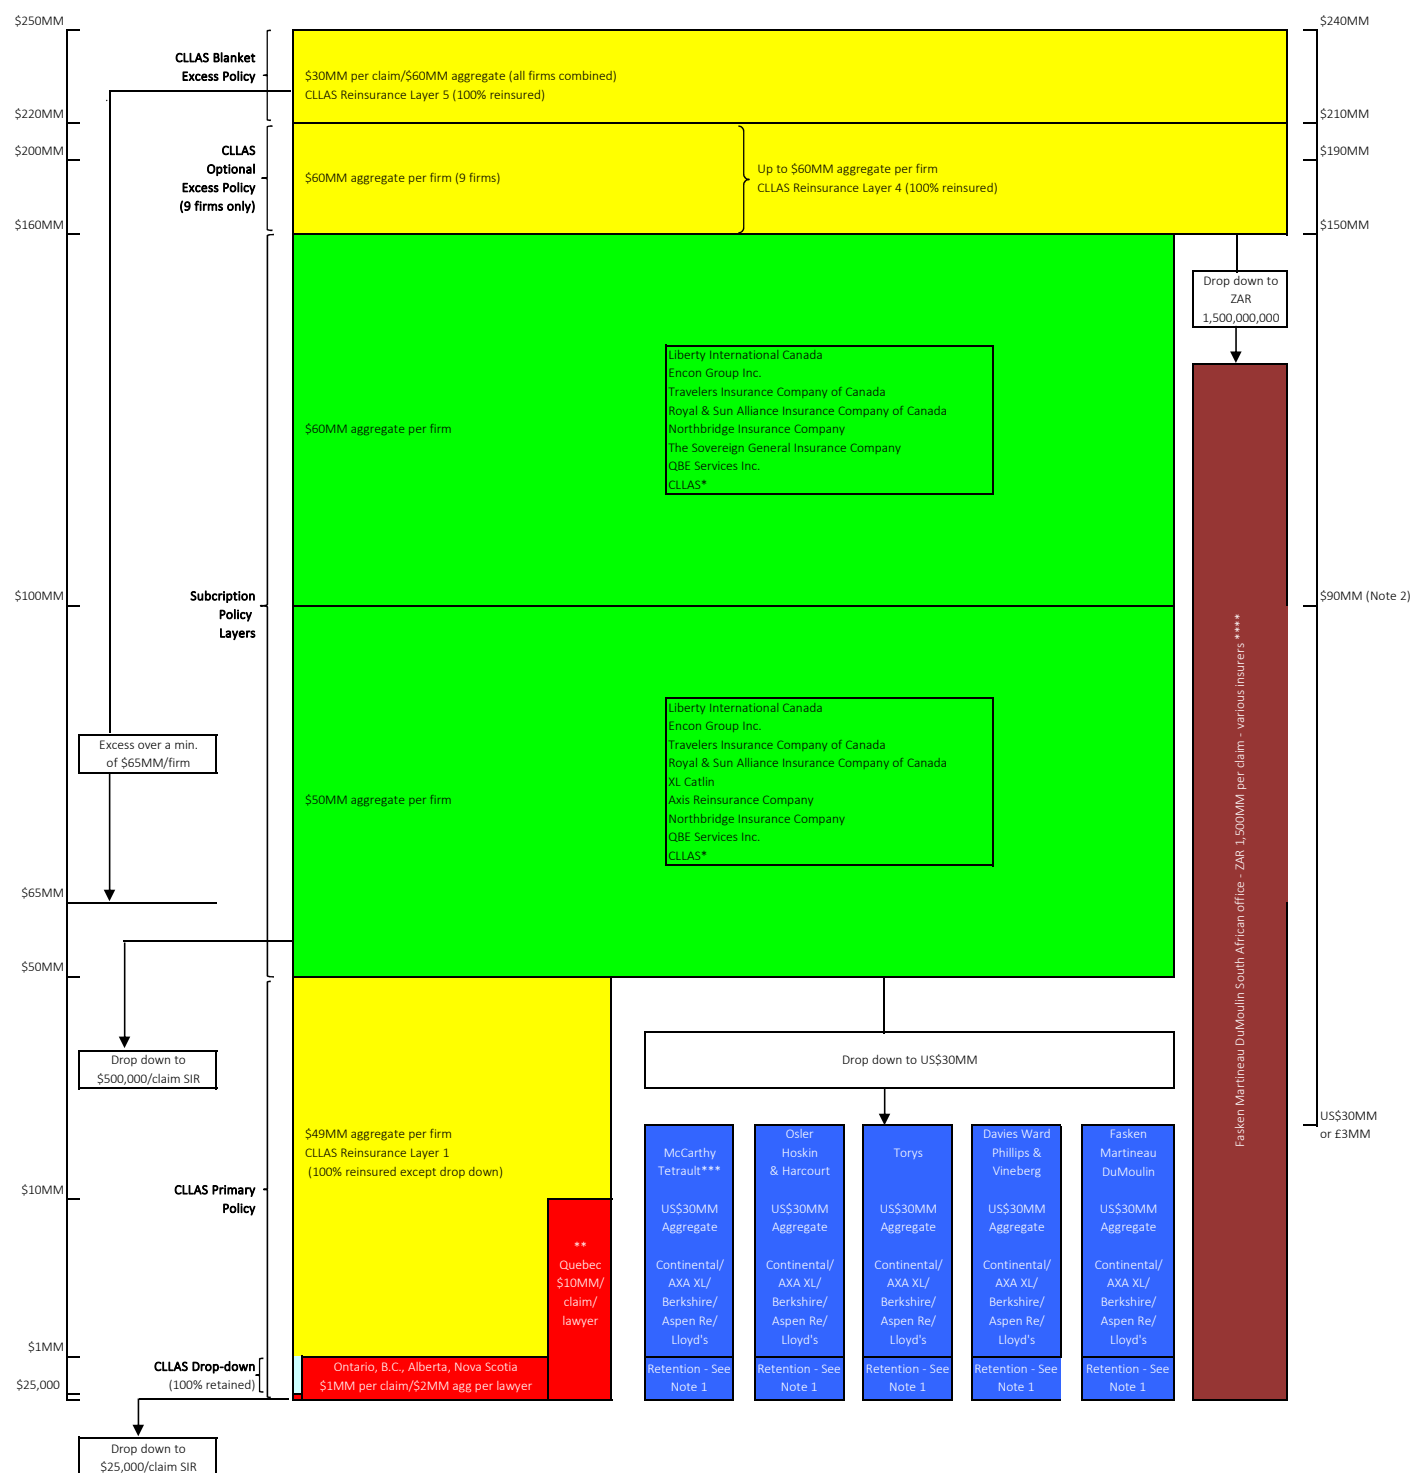 $250MM
$240MM
CLLAS Blanket
Excess Policy
$30MM per claim/$60MM aggregate (all firms combined)
CLLAS Reinsurance Layer 5 (100% reinsured)
$220MM
$210MM
$200MM
$190MM
CLLAS
Optional
Excess Policy
(9 firms only)
$60MM aggregate per firm (9 firms)
Up to $60MM aggregate per firm
CLLAS Reinsurance Layer 4 (100% reinsured)
$160MM
$150MM
Drop down to
ZAR
1,500,000,000
Liberty International Canada
Encon Group Inc.
Travelers Insurance Company of Canada
Royal & Sun Alliance Insurance Company of Canada
Northbridge Insurance Company
The Sovereign General Insurance Company
QBE Services Inc.
CLLAS*
$60MM aggregate per firm
$100MM
$90MM (Note 2)
Subcription
Policy
Layers
Liberty International Canada
Encon Group Inc.
Travelers Insurance Company of Canada
Royal & Sun Alliance Insurance Company of Canada
XL Catlin
Axis Reinsurance Company
Northbridge Insurance Company
QBE Services Inc.
CLLAS*
$50MM aggregate per firm
Excess over a min.
of $65MM/firm
$65MM
$50MM
Drop down to
$500,000/claim SIR
Drop down to US$30MM
Fasken Martineau DuMoulin South African office - ZAR 1,500MM per claim - various insurers ****
US$30MM
or £3MM
$49MM aggregate per firm
CLLAS Reinsurance Layer 1
(100% reinsured except drop down)
$10MM
CLLAS Primary
Policy
**
Quebec
$10MM/
claim/
lawyer
McCarthy
Tetrault***
US$30MM
Aggregate
Continental/
AXA XL/
Berkshire/
Aspen Re/
Lloyd's
Retention - See
Note 1
Osler
Hoskin
& Harcourt
US$30MM
Aggregate
Continental/
AXA XL/
Berkshire/
Aspen Re/
Lloyd's
Retention - See
Note 1
Torys
US$30MM
Aggregate
Continental/
AXA XL/
Berkshire/
Aspen Re/
Lloyd's
Retention - See
Note 1
Davies Ward
Phillips &
Vineberg
US$30MM
Aggregate
Continental/
AXA XL/
Berkshire/
Aspen Re/
Lloyd's
Retention - See
Note 1
Fasken
Martineau
DuMoulin
US$30MM
Aggregate
Continental/
AXA XL/
Berkshire/
Aspen Re/
Lloyd's
Retention - See
Note 1
$1MM
CLLAS Drop-down
(100% retained)
Ontario, B.C., Alberta, Nova Scotia
$1MM per claim/$2MM agg per lawyer
$25,000
Drop down to
$25,000/claim SIR